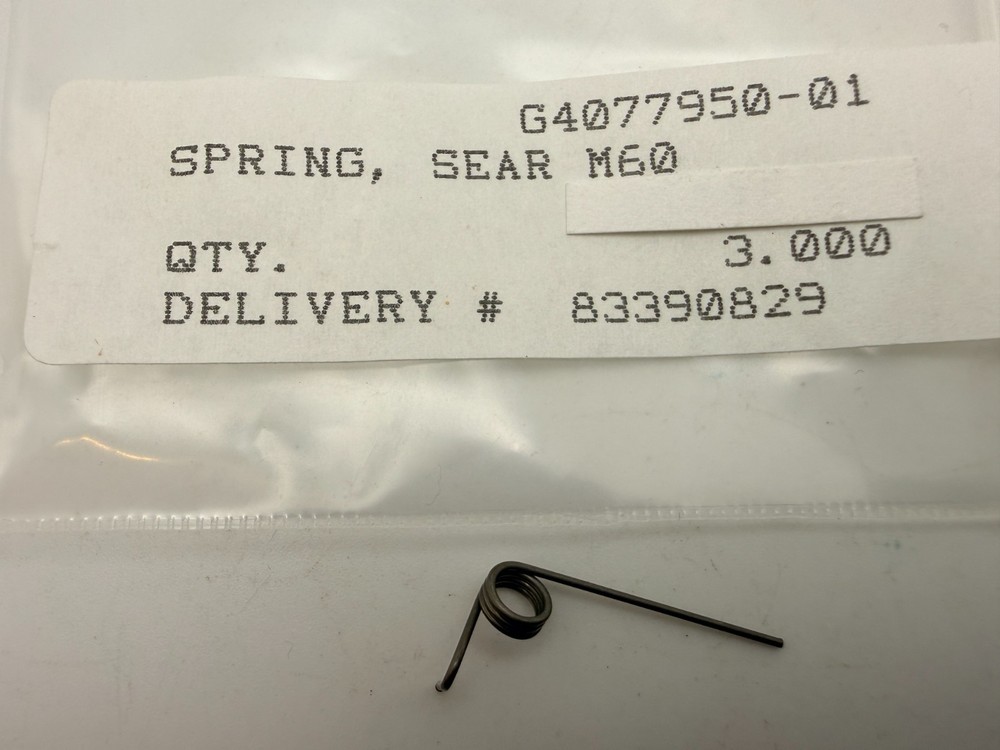 G4077950-01
SPRING, SEAR M60
QTY. 3.000
DELIVERY # 83390829